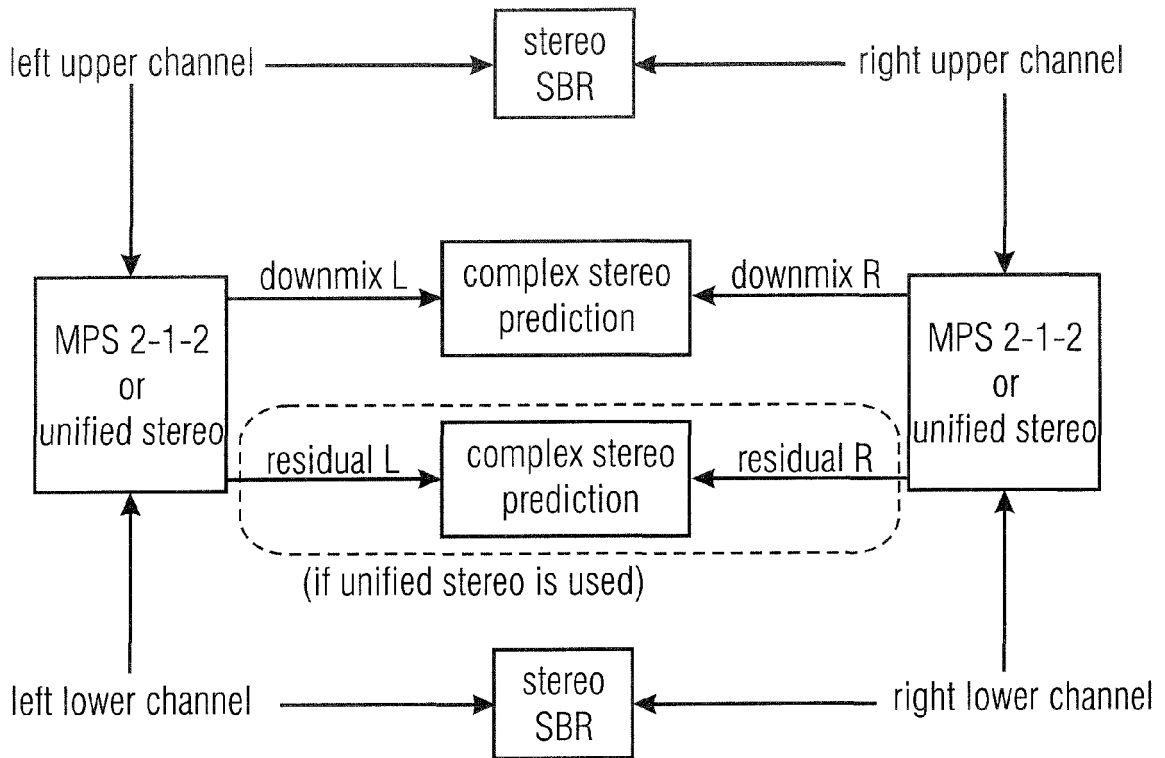 left upper channel
stereo
SBR
right upper channel
downmix L
complex stereo
prediction
downmix R
MPS 2-1-2
or
unified stereo
MPS 2-1-2
or
unified stereo
residual L
complex stereo
prediction
residual R
(if unified stereo is used)
left lower channel
stereo
SBR
right lower channel